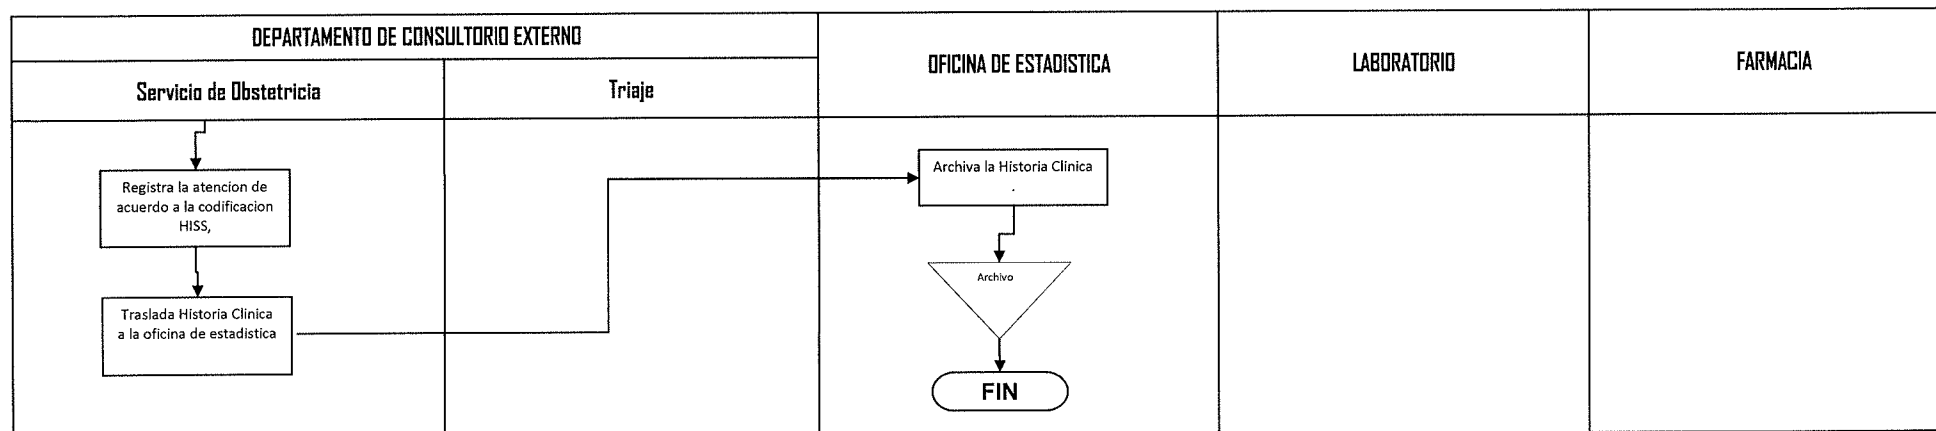 DEPARTAMENTO DE CONSULTORIO EXTERNO
OFICINA DE ESTADISTICA
LABORATORIO
FARMACIA
Servicio de Obstetricia
Triaje
Registra la atencion de
acuerdo a la codificacion
HISS,
Traslada Historia Clinica
a la oficina de estadistica
Archiva la Historia Clinica
.
Archivo
FIN